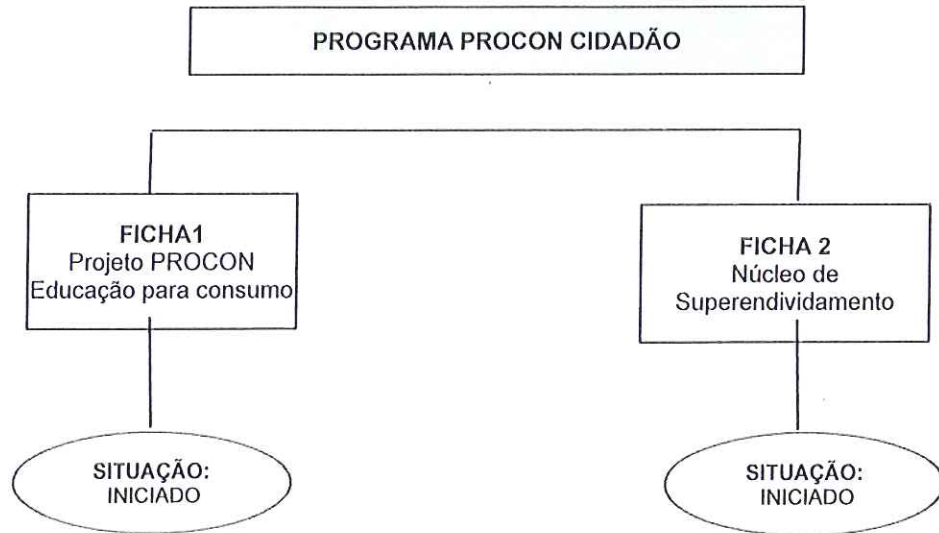 PROGRAMA PROCON CIDADÃO
FICHA1
Projeto PROCON
Educação para consumo
SITUAÇÃO:
INICIADO
FICHA 2
Núcleo de
Superendividamento
SITUAÇÃO:
INICIADO